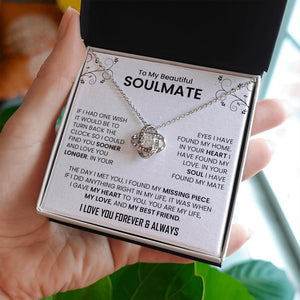 To My Beautiful
SOULMATE
IF I HAD ONE WISH
IT WOULD BE TO
TURN BACK THE
CLOCK SO I COULD
FIND YOU SOONER
AND LOVE YOU
LONGER. IN YOUR
EYES I HAVE
FOUND MY HOME.
IN YOUR HEART I
HAVE FOUND MY
LOVE. IN YOUR
SOUL I HAVE
FOUND MY MATE
THE DAY I MET YOU, I FOUND MY MISSING PIECE.
IF I DID ANYTHING RIGHT IN MY LIFE, IT WAS WHEN
I GAVE MY HEART TO YOU. YOU ARE MY LIFE,
MY LOVE, AND MY BEST FRIEND.
I LOVE YOU FOREVER & ALWAYS